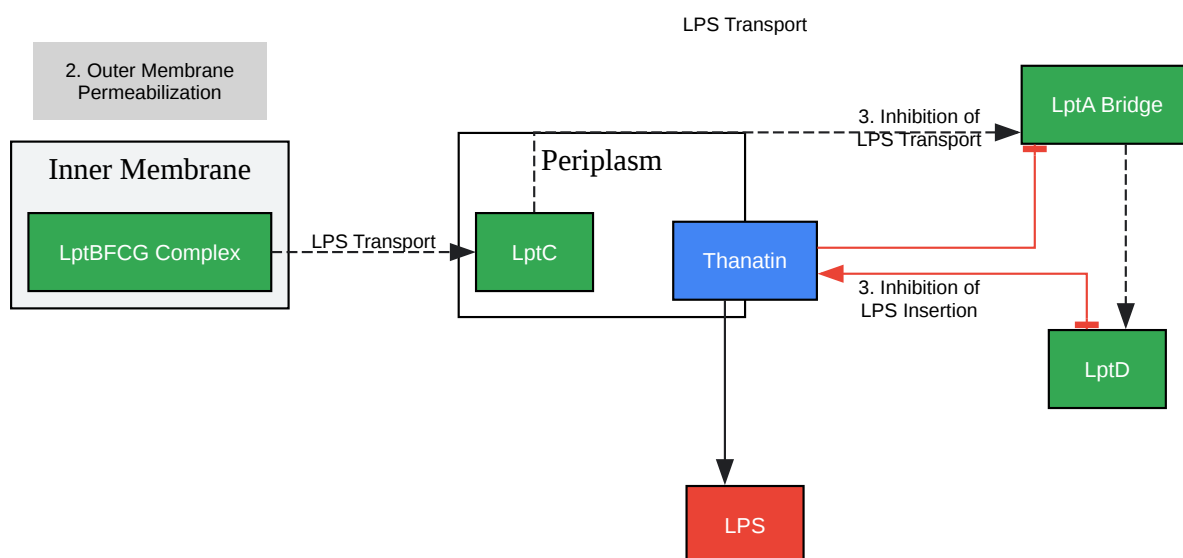 LPS Transport
2. Outer Membrane
Permeabilization
LptA Bridge
3. Inhibition of
LPS Transport
Inner Membrane
Periplasm
LptBFCG Complex
LPS Transport
LptC
Thanatin
3. Inhibition of
LPS Insertion
LptD
LPS